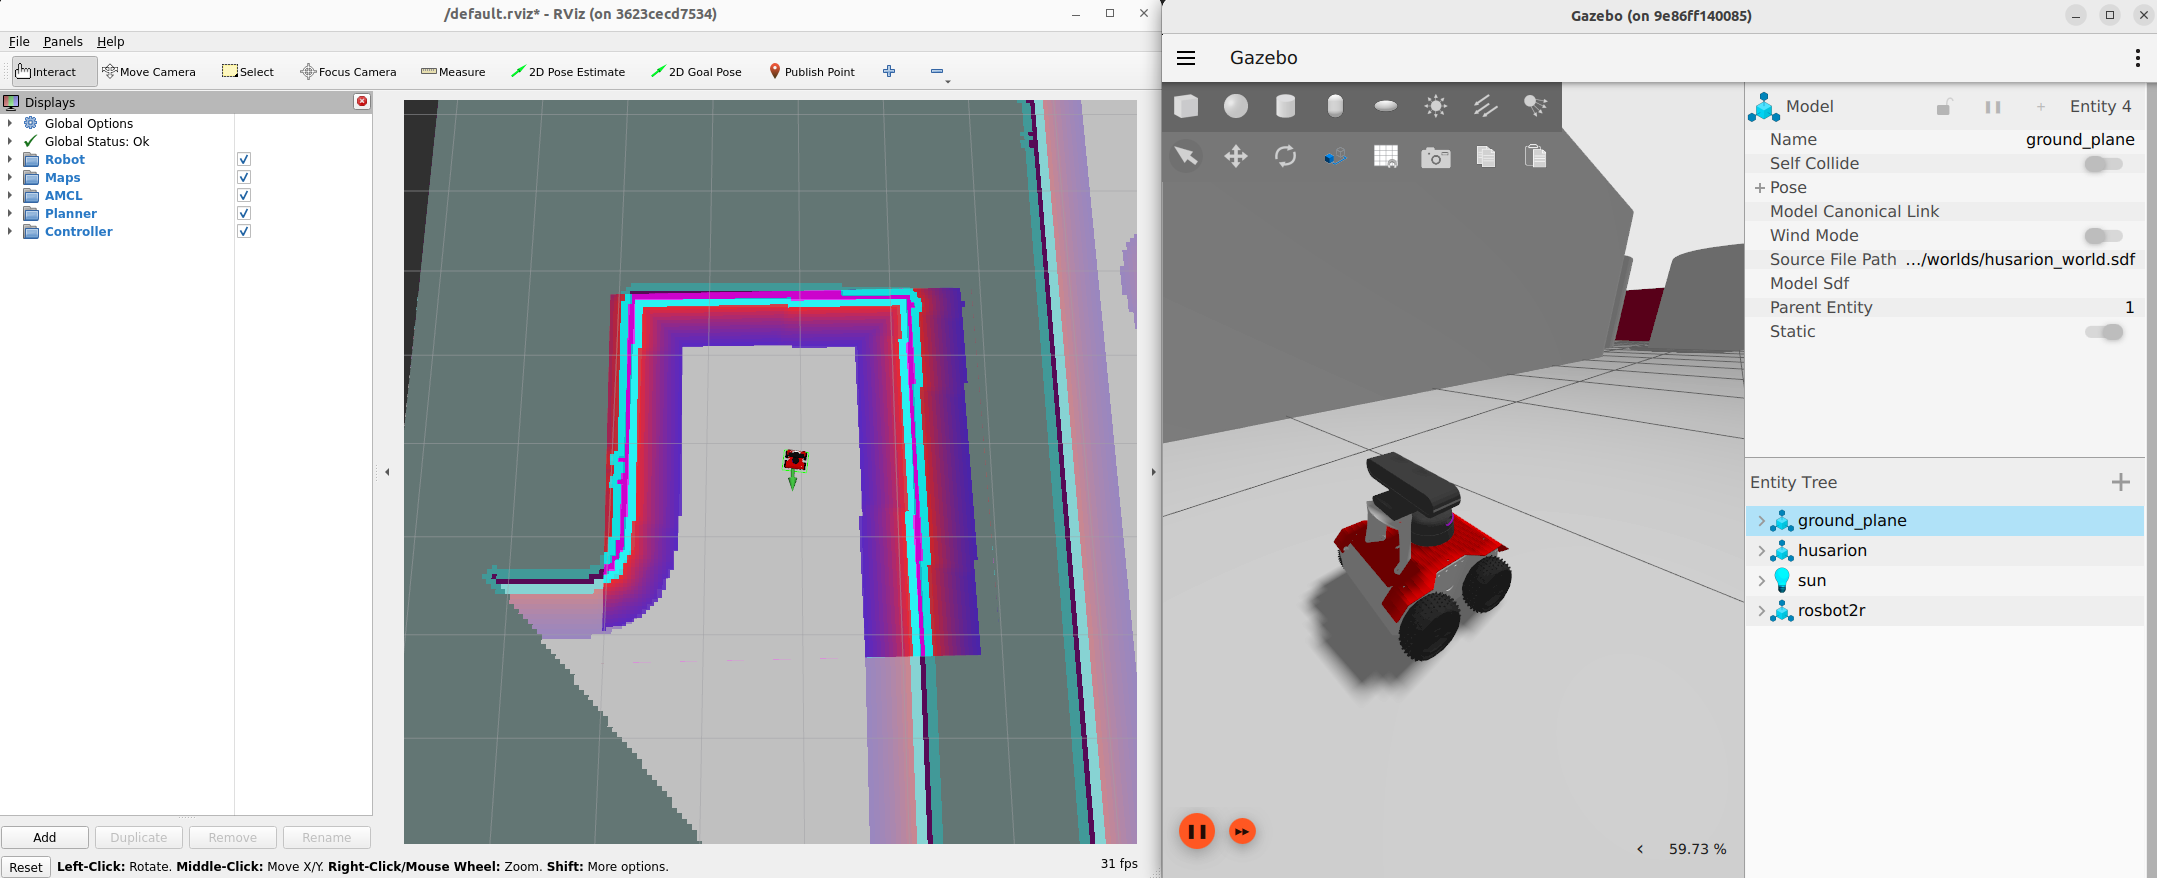 /default.rviz* - RViz (on 3623cecd7534)
File Panels Help
Interact Move Camera Select Focus Camera Measure 2D Pose Estimate 2D Goal Pose Publish Point
Displays
Global Options
Global Status: Ok
Robot
Maps
AMCL
Planner
Controller
Add Duplicate Remove Rename
Reset Left-Click: Rotate. Middle-Click: Move X/Y. Right-Click/Mouse Wheel: Zoom. Shift: More options.
31 fps
Gazebo (on 9e86ff140085)
Gazebo
59.73 %
Model Entity 4
Name ground_plane
Self Collide
Pose
Model Canonical Link
Wind Mode
Source File Path .../worlds/husarion_world.sdf
Model Sdf
Parent Entity 1
Static
Entity Tree
ground_plane
husarion
sun
rosbot2r